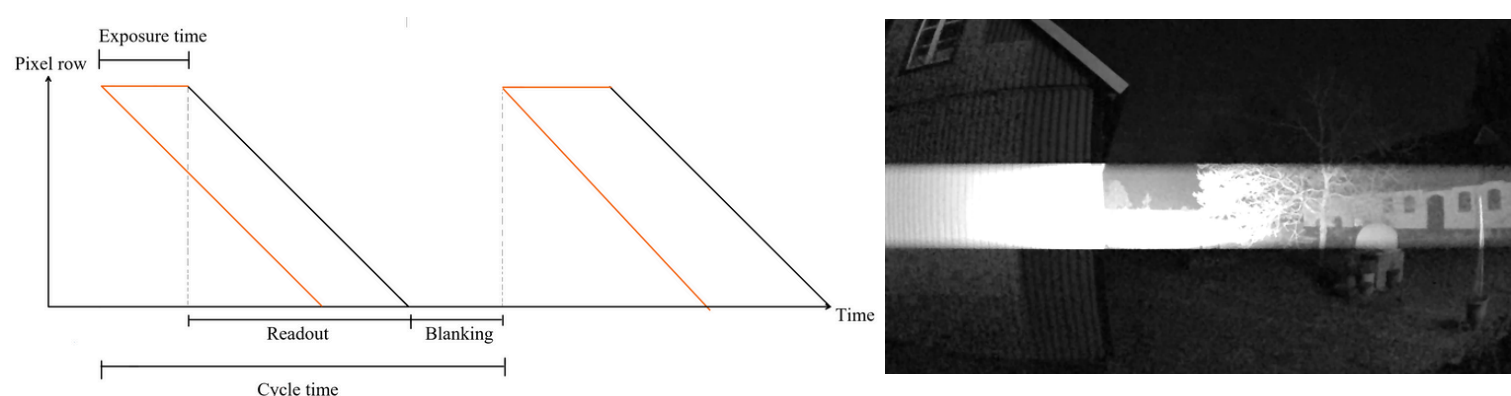 Exposure time
Pixel row
Time
Readout
Blanking
Cycle time